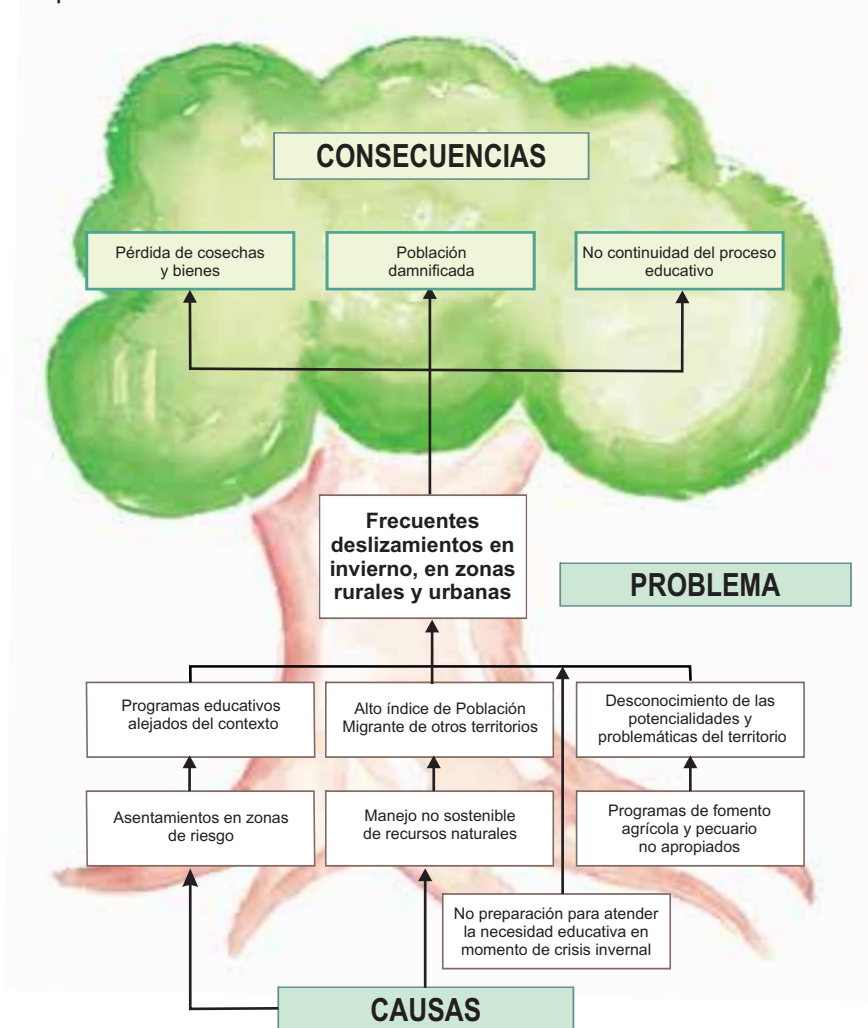 CONSECUENCIAS
Pérdida de cosechas
y bienes
Población
damnificada
No continuidad del proceso
educativo
Frecuentes
deslizamientos en
invierno, en zonas
rurales y urbanas
PROBLEMA
Programas educativos
alejados del contexto
Alto índice de Población
Migrante de otros territorios
Desconocimiento de las
potencialidades y
problemáticas del territorio
Asentamientos en zonas
de riesgo
Manejo no sostenible
de recursos naturales
Programas de fomento
agrícola y pecuario
no apropiados
No preparación para atender
la necesidad educativa en
momento de crisis invernal
CAUSAS